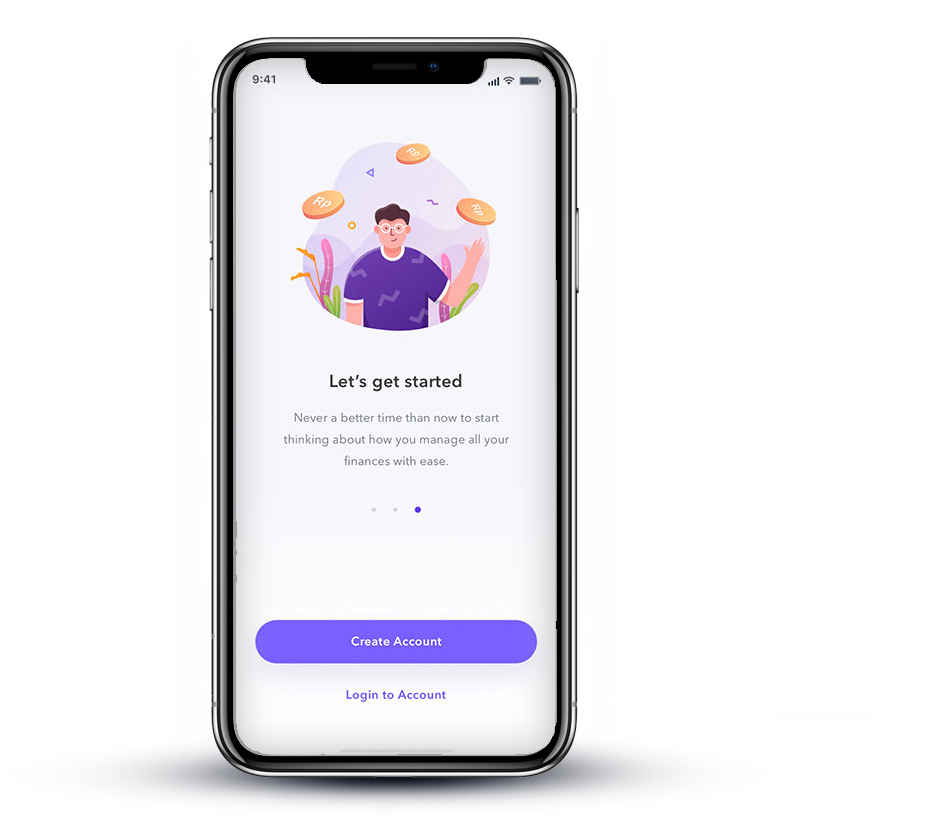 9:41
Rp
Rp
Rp
Let's get started
Never a better time than now to start
thinking about how you manage all your
finances with ease.
Create Account
Login to Account